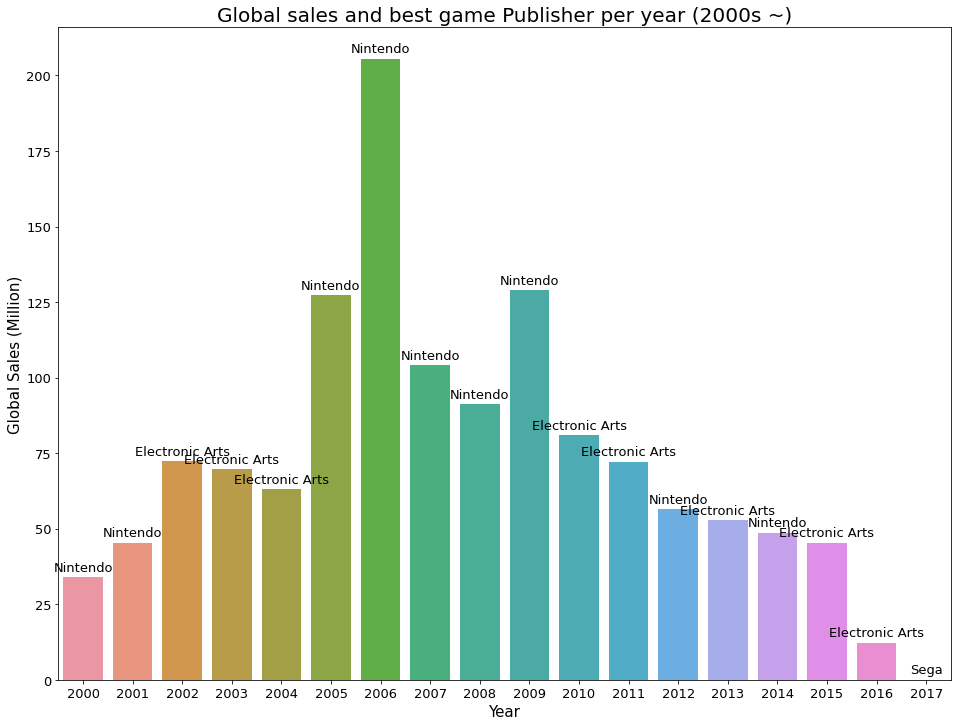 Global sales and best game Publisher per year (2000s ~)
Global Sales (Million)
200
175
150
125
100
75
50
25
0
Nintendo
Nintendo
Electronic Arts
Electronic Arts
Electronic Arts
Nintendo
Nintendo
Nintendo
Nintendo
Nintendo
Electronic Arts
Electronic Arts
Nintendo
Electronic Arts
Nintendo
Electronic Arts
Electronic Arts
Sega
2000 2001 2002 2003 2004 2005 2006 2007 2008 2009 2010 2011 2012 2013 2014 2015 2016 2017
Year